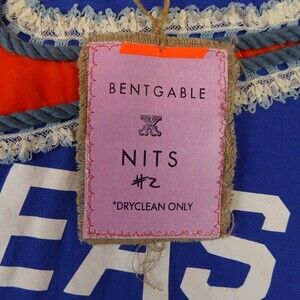 BENTGABLE
X
NITS
#2
*DRYCLEAN ONLY
EAS